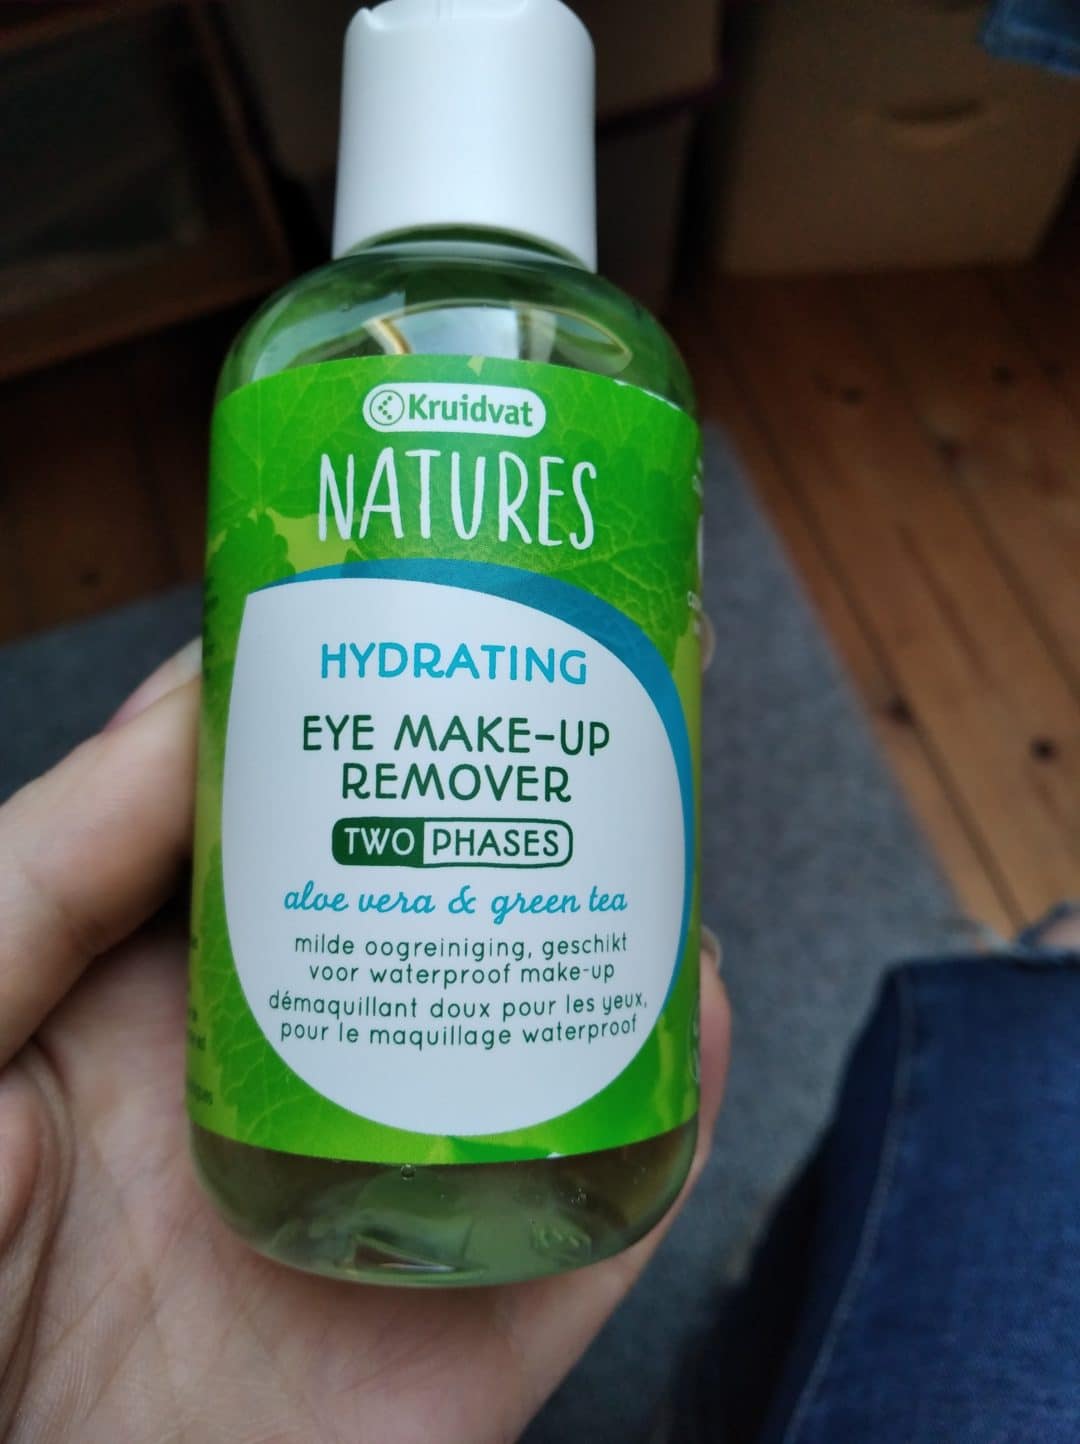 Kruidvat
NATURES
HYDRATING
EYE MAKE-UP
REMOVER
TWO PHASES
aloe vera & green tea
milde oogreiniging, geschikt
voor waterproof make-up
démaquillant doux pour les yeux,
pour le maquillage waterproof